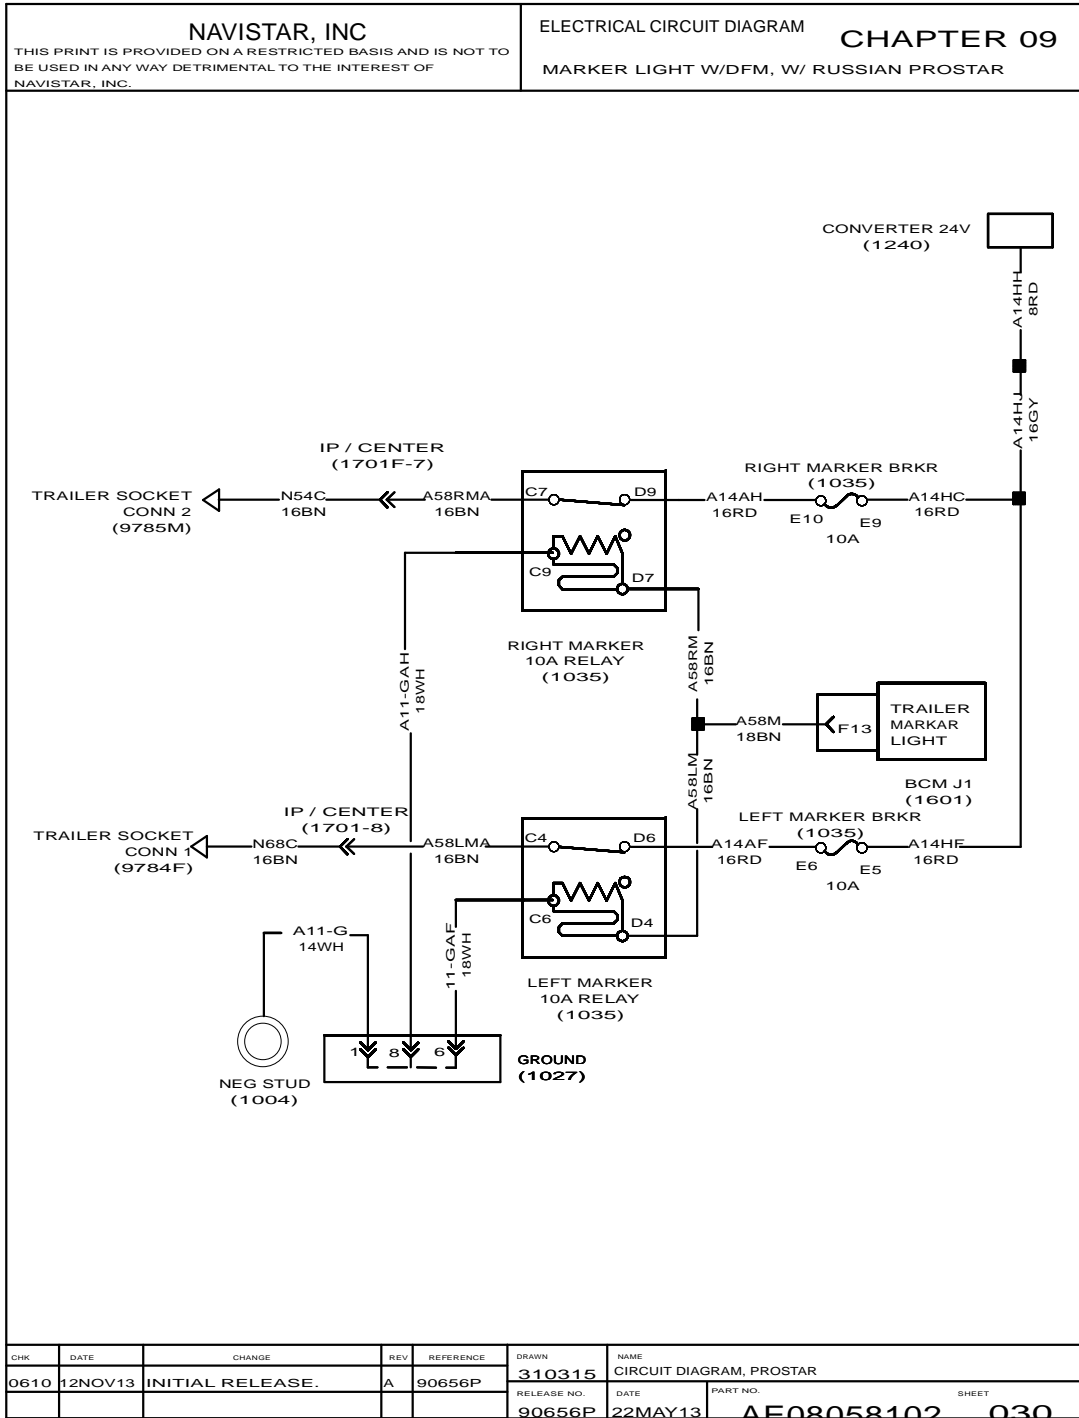 NAVISTAR, INC
THIS PRINT IS PROVIDED ON A RESTRICTED BASIS AND IS NOT TO
BE USED IN ANY WAY DETRIMENTAL TO THE INTEREST OF
NAVISTAR, INC.
ELECTRICAL CIRCUIT DIAGRAM
CHAPTER 09
MARKER LIGHT W/DFM, W/ RUSSIAN PROSTAR
CONVERTER 24V
(1240)
A14HH
8RD
A14HJ
16GY
IP / CENTER
(1701F-7)
RIGHT MARKER BRKR
(1035)
TRAILER SOCKET
CONN 2
(9785M)
N54C
16BN
A58RMA
16BN
C7
D9
A14AH
16RD
E10
E9
10A
A14HC
16RD
C9
D7
RIGHT MARKER
10A RELAY
(1035)
A11-GAH
18WH
A58RM
16BN
A58M
18BN
F13
TRAILER
MARKAR
LIGHT
A58LM
16BN
BCM J1
(1601)
IP / CENTER
(1701-8)
LEFT MARKER BRKR
(1035)
TRAILER SOCKET
CONN 1
(9784F)
N68C
16BN
A58LMA
16BN
C4
D6
A14AF
16RD
E6
E5
10A
A14HF
16RD
C6
D4
A11-G
14WH
11-GAF
18WH
LEFT MARKER
10A RELAY
(1035)
1
8
6
GROUND
(1027)
NEG STUD
(1004)
CHK
DATE
CHANGE
REV
REFERENCE
DRAWN
NAME
0610
12NOV13
INITIAL RELEASE.
A
90656P
310315
CIRCUIT DIAGRAM, PROSTAR
RELEASE NO.
DATE
PART NO.
SHEET
90656P
22MAY13
AE08058102
030